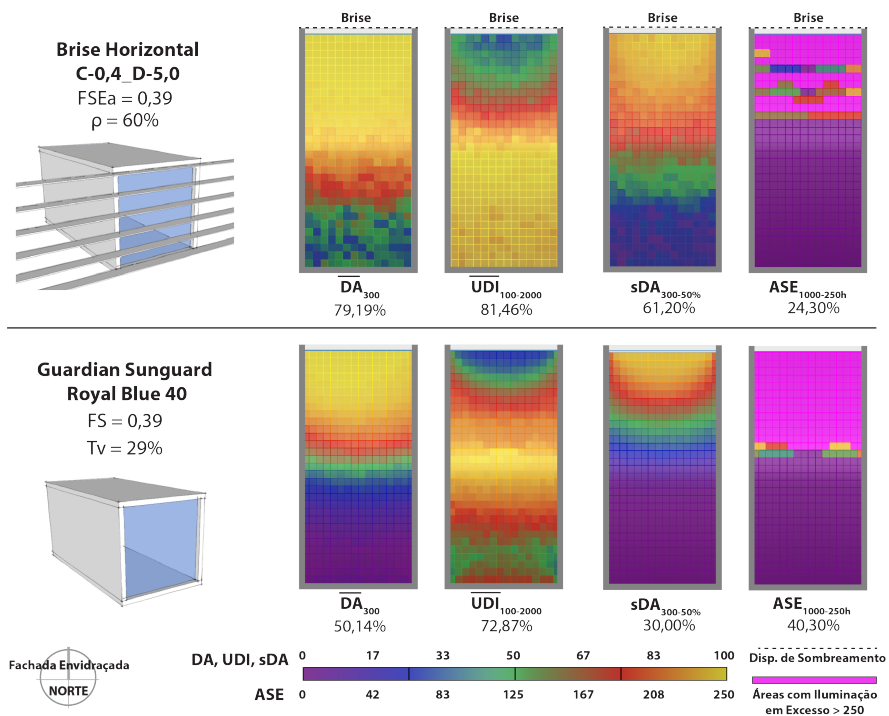 Brise Horizontal
C-0,4_D-5,0
FSEa = 0,39
ρ = 60%
Brise
Brise
Brise
Brise
DA300
79,19%
UDI100-2000
81,46%
sDA300-50%
61,20%
ASE1000-250h
24,30%
Guardian Sunguard
Royal Blue 40
FS = 0,39
Tv = 29%
DA300
50,14%
UDI100-2000
72,87%
sDA300-50%
30,00%
ASE1000-250h
40,30%
Fachada Envidraçada
NORTE
DA, UDI, sDA
0 17 33 50 67 83 100
ASE
0 42 83 125 167 208 250
Disp. de Sombreamento
Áreas com Iluminação
em Excesso > 250